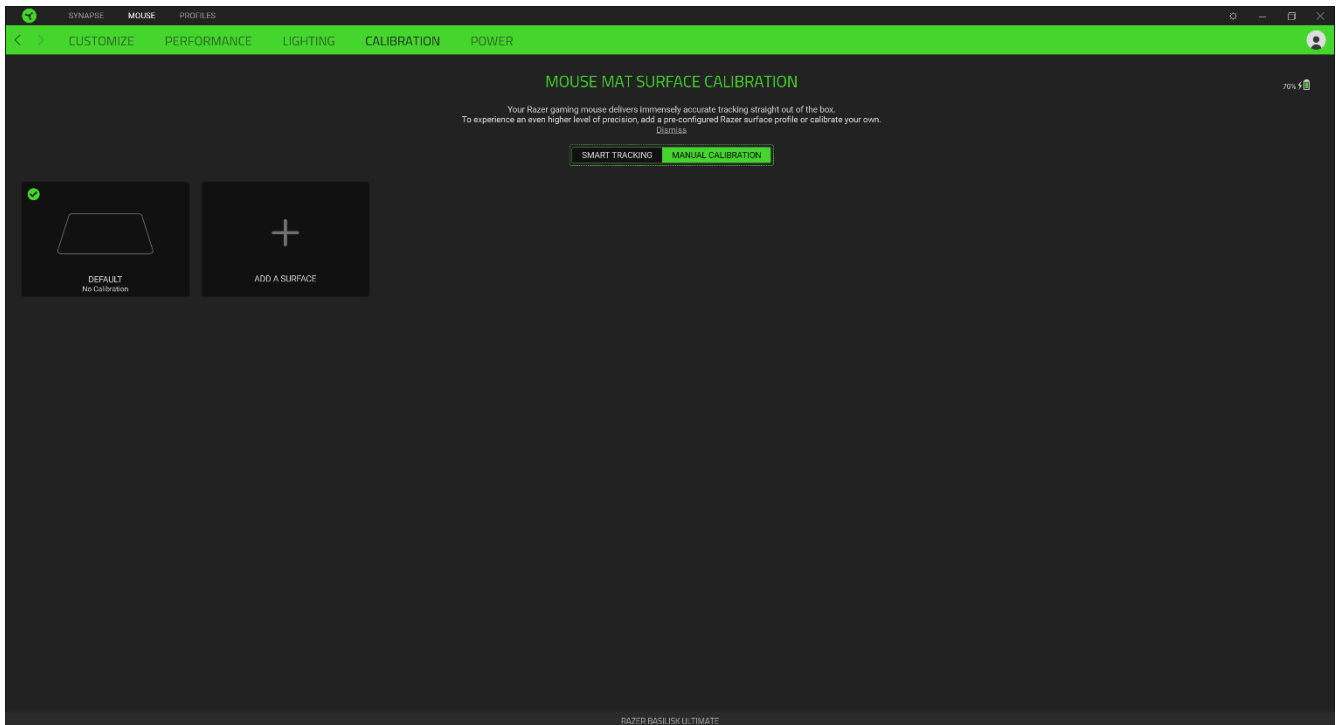 SYNAPSE MOUSE PROFILES
CUSTOMIZE PERFORMANCE LIGHTING CALIBRATION POWER
MOUSE MAT SURFACE CALIBRATION
70%
Your Razer gaming mouse delivers immensely accurate tracking straight out of the box.
To experience an even higher level of precision, add a pre-configured Razer surface profile or calibrate your own.
Dismiss
SMART TRACKING MANUAL CALIBRATION
DEFAULT
No Calibration
ADD A SURFACE
RAZER BASILISK ULTIMATE